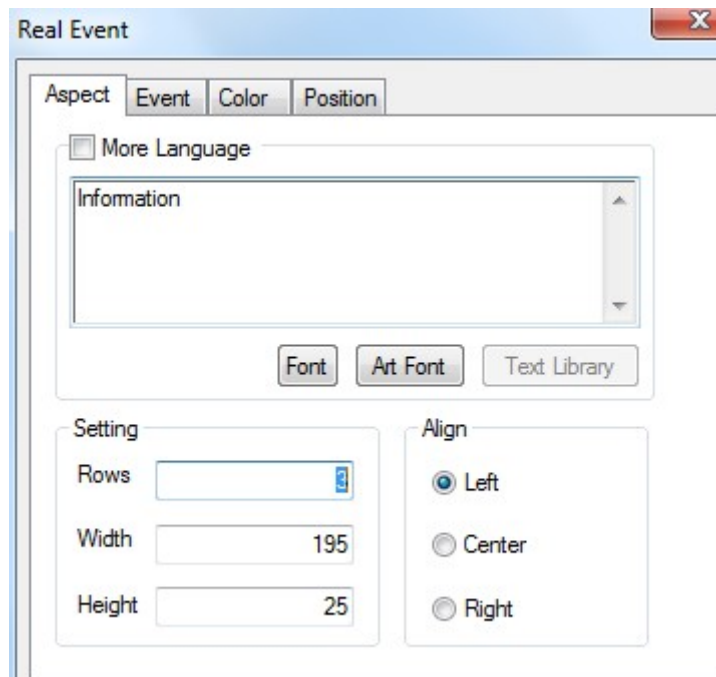 Real Event
Aspect Event Color Position
More Language
Information
Font Art Font Text Library
Setting
Rows 3
Width 195
Height 25
Align
Left
Center
Right